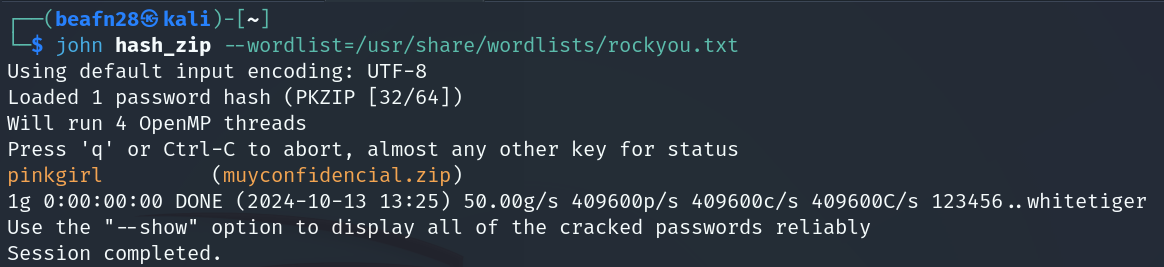 ┌──(beafn28㉿kali)-[~]
└─$ john hash_zip --wordlist=/usr/share/wordlists/rockyou.txt
Using default input encoding: UTF-8
Loaded 1 password hash (PKZIP [32/64])
Will run 4 OpenMP threads
Press 'q' or Ctrl-C to abort, almost any other key for status
pinkgirl         (muyconfidencial.zip)
1g 0:00:00:00 DONE (2024-10-13 13:25) 50.00g/s 409600p/s 409600c/s 409600C/s 123456..whitetiger
Use the "--show" option to display all of the cracked passwords reliably
Session completed.